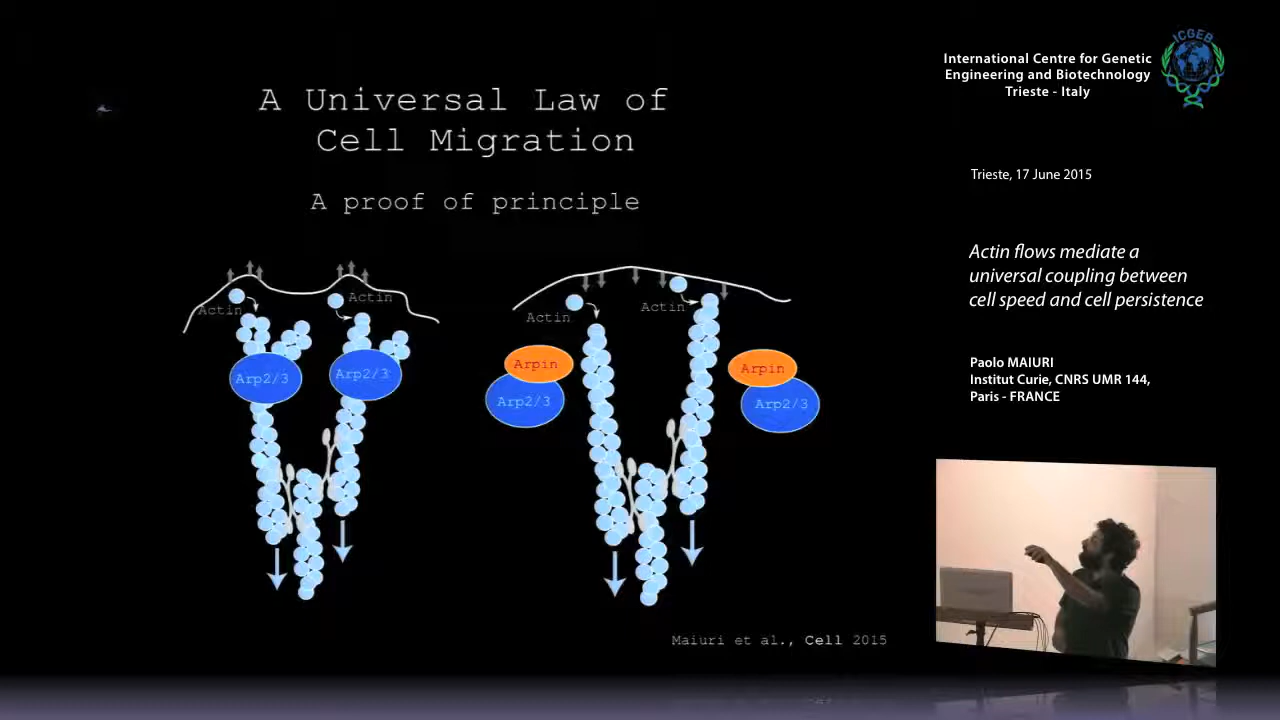 A Universal Law of
Cell Migration
A proof of principle
Actin
Actin
Arp2/3
Arp2/3
Actin
Actin
Arpin
Arp2/3
Arpin
Arp2/3
Maiuri et al., Cell 2015
International Centre for Genetic
Engineering and Biotechnology
Trieste - Italy
ICGEB
Trieste, 17 June 2015
Actin flows mediate a
universal coupling between
cell speed and cell persistence
Paolo MAIURI
Institut Curie, CNRS UMR 144,
Paris - FRANCE